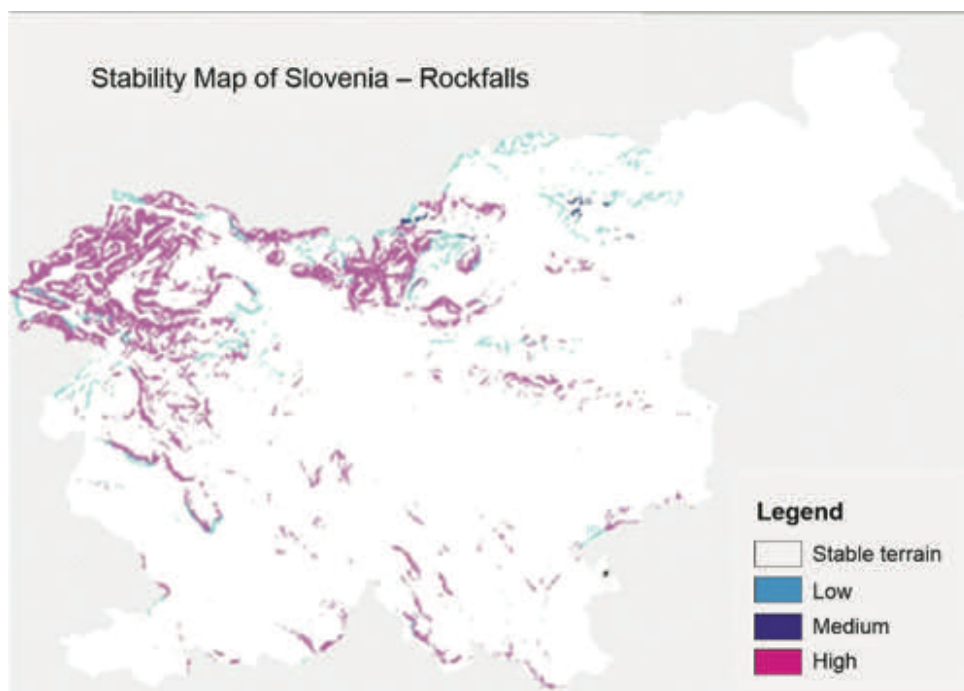 Stability Map of Slovenia – Rockfalls
Legend
Stable terrain
Low
Medium
High